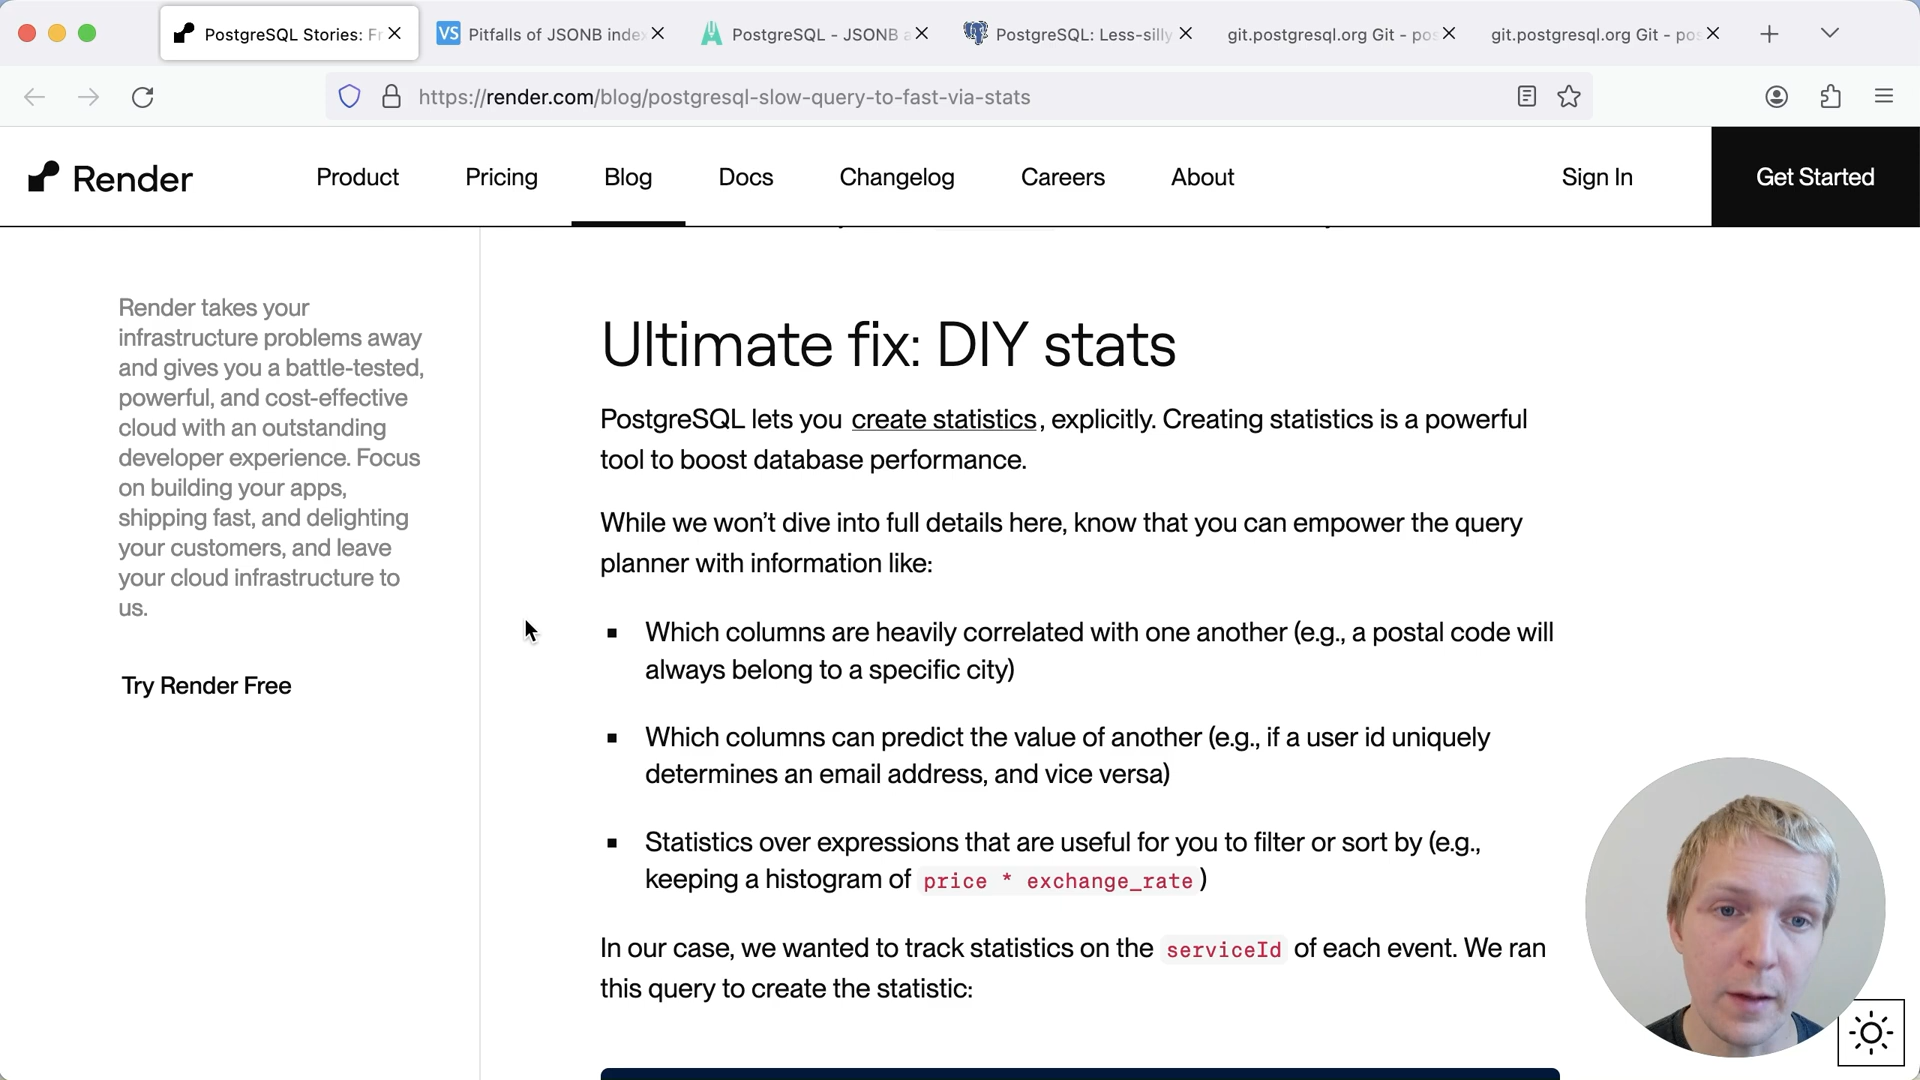 PostgreSQL Stories: Fr
Pitfalls of JSONB inde
PostgreSQL - JSONB a
PostgreSQL: Less-silly
git.postgresql.org Git - pos
git.postgresql.org Git - pos
https://render.com/blog/postgresql-slow-query-to-fast-via-stats
Render
Product
Pricing
Blog
Docs
Changelog
Careers
About
Sign In
Get Started
Render takes your
infrastructure problems away
and gives you a battle-tested,
powerful, and cost-effective
cloud with an outstanding
developer experience. Focus
on building your apps,
shipping fast, and delighting
your customers, and leave
your cloud infrastructure to
us.
Try Render Free
Ultimate fix: DIY stats
PostgreSQL lets you create statistics, explicitly. Creating statistics is a powerful
tool to boost database performance.
While we won’t dive into full details here, know that you can empower the query
planner with information like:
Which columns are heavily correlated with one another (e.g., a postal code will
always belong to a specific city)
Which columns can predict the value of another (e.g., if a user id uniquely
determines an email address, and vice versa)
Statistics over expressions that are useful for you to filter or sort by (e.g.,
keeping a histogram of price * exchange_rate)
In our case, we wanted to track statistics on the serviceId of each event. We ran
this query to create the statistic: